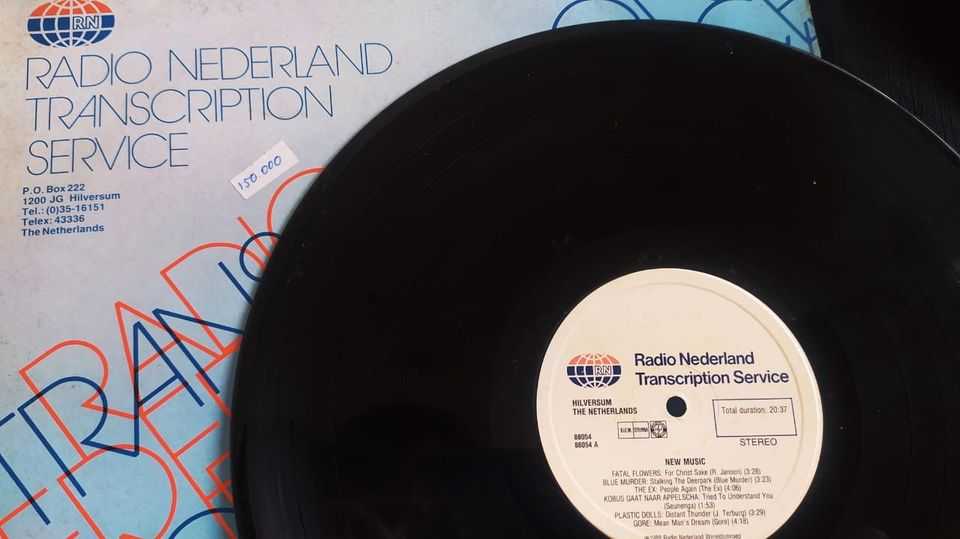 RN
RADIO NEDERLAND
TRANSCRIPTION
SERVICE
P.O. Box 222
1200 JG Hilversum
Tel.: (0)35-16151
Telex: 43336
The Netherlands
150.000
RN
Radio Nederland
Transcription Service
HILVERSUM
THE NETHERLANDS
88054
88054 A
Total duration: 20:37
STEREO
NEW MUSIC
FATAL FLOWERS: For Christ Sake (R. Janson) (3:28)
BLUE MURDER: Stalking The Deerpark (Blue Murder) (3:23)
THE EX: People Again (The Ex) (4:06)
KOBUS GAAT NAAR APPELSCHA: Tried To Understand You
(Seunenga) (1:53)
PLASTIC DOLLS: Distant Thunder (J. Terburg) (3:29)
GORE: Mean Man's Dream (Gore) (4:18)
Radio Nederland Wereldomroep